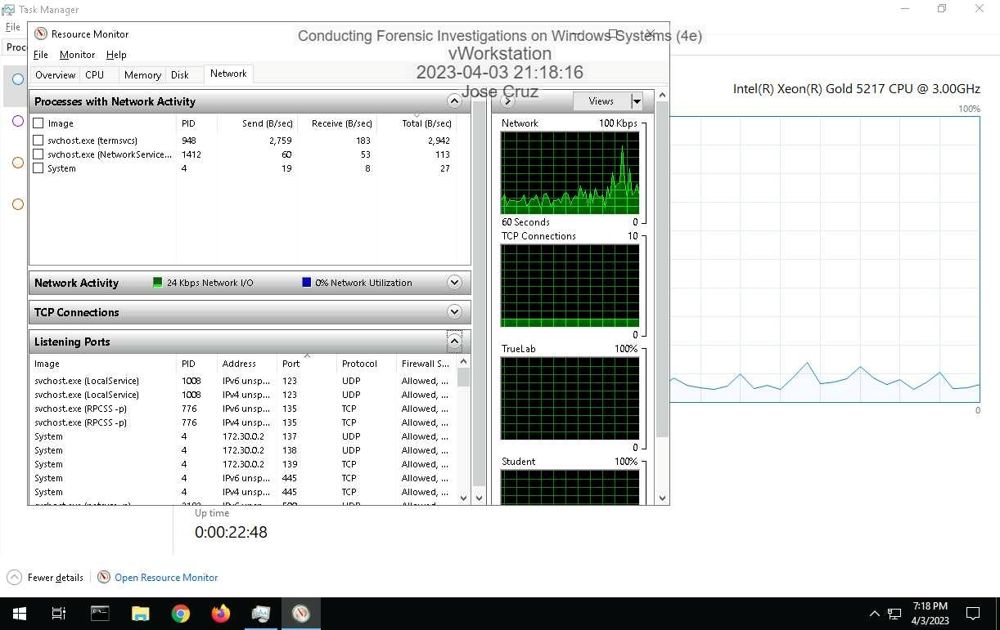 Task Manager
File
Proc
Resource Monitor
Conducting Forensic Investigations on Windows Systems (4e)
vWorkstation
2023-04-03 21:18:16
Jose Cruz
File Monitor Help
Overview CPU Memory Disk Network
Processes with Network Activity
Image PID Send (B/sec) Receive (B/sec) Total (B/sec)
svchost.exe (termsvcs) 948 2,759 183 2,942
svchost.exe (NetworkService... 1412 60 53 113
System 4 19 8 27
Network Activity 24 Kbps Network I/O 0% Network Utilization
TCP Connections
Listening Ports
Image PID Address Port Protocol Firewall S...
svchost.exe (LocalService) 1008 IPv6 unsp... 123 UDP Allowed, ...
svchost.exe (LocalService) 1008 IPv4 unsp... 123 UDP Allowed, ...
svchost.exe (RPCSS -p) 776 IPv6 unsp... 135 TCP Allowed, ...
svchost.exe (RPCSS -p) 776 IPv4 unsp... 135 TCP Allowed, ...
System 4 172.30.0.2 137 UDP Allowed, ...
System 4 172.30.0.2 138 UDP Allowed, ...
System 4 172.30.0.2 139 TCP Allowed, ...
System 4 IPv6 unsp... 445 TCP Allowed, ...
System 4 IPv4 unsp... 445 TCP Allowed, ...
Views
Network 100 Kbps
60 Seconds 0
TCP Connections 10
0
TrueLab 100%
0
Student 100%
Intel(R) Xeon(R) Gold 5217 CPU @ 3.00GHz
100%
0
Up time
0:00:22:48
Fewer details Open Resource Monitor
7:18 PM
4/3/2023